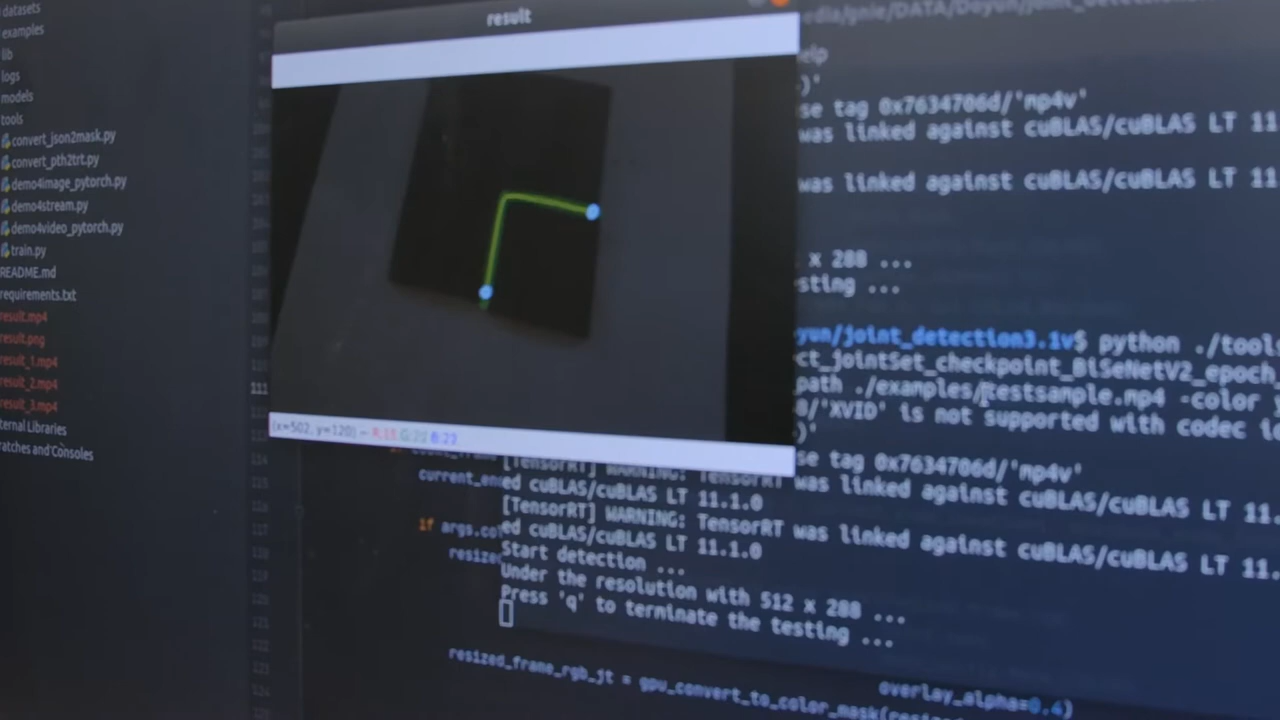 datasets
examples
lib
logs
models
tools
convert_json2mask.py
convert_pth2trt.py
demo4image_pytorch.py
demo4stream.py
demo4video_pytorch.py
train.py
README.md
requirements.txt
result.mp4
result.png
result_1.mp4
result_2.mp4
result_3.mp4
ternal Libraries
ratches and Consoles
111
result
(x=502, y=120) ~
elp
)'
se tag 0x7634706d/'mp4v'
was linked against cuBLAS/cuBLAS LT 11
was linked against cuBLAS/cuBLAS LT 11
x 288 ...
sting ...
yun/joint_detection3.1v$ python ./tools
ct_jointSet_checkpoint_BiSeNetV2_epoch_
path ./examples/testsample.mp4 -color
8/'XVID' is not supported with codec
)'
se tag 0x7634706d/'mp4v'
[TensorRT] WARNING: TensorRT was linked against cuBLAS/cuBLAS LT 11.
ed cuBLAS/cuBLAS LT 11.1.0
[TensorRT] WARNING: TensorRT was linked against cuBLAS/cuBLAS LT 11.
ed cuBLAS/cuBLAS LT 11.1.0
Start detection ...
Under the resolution with 512 x 288 ...
Press 'q' to terminate the testing ...
current_en
if args.co
resized
overlay_alpha=0.4)
resized_frame_rgb_jt = gpu_convert_to_color_mask(resi